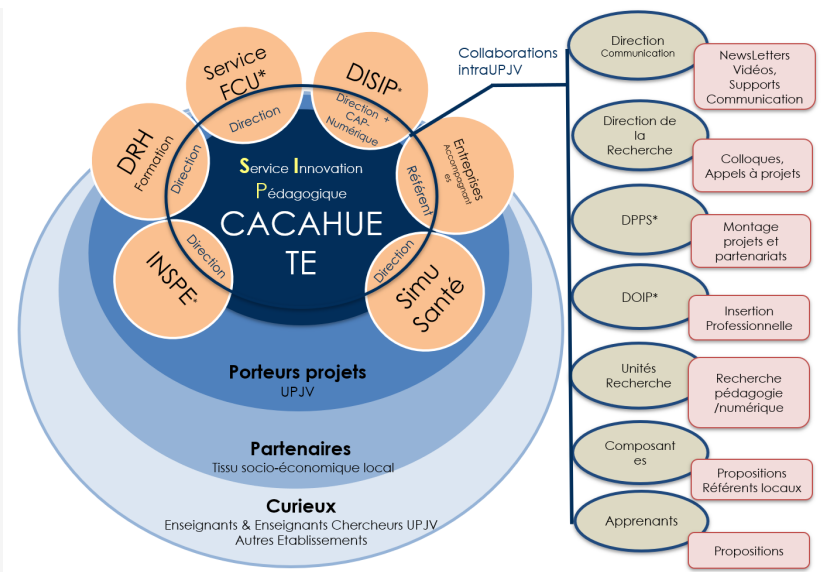 Service
FCU*
Direction
DISIP*
Direction +
CAP-
Numérique
DRH
Formation
Direction
Entreprises
Accompagnant
es
Référent
INSPE*
Direction
Simu
Santé
Direction
Service Innovation
Pédagogique
CACAHUE
TE
Porteurs projets
UPJV
Partenaires
Tissu socio-économique local
Curieux
Enseignants & Enseignants Chercheurs UPJV
Autres Etablissements
Collaborations
intraUPJV
Direction
Communication
NewsLetters
Vidéos,
Supports
Communication
Direction de
la
Recherche
Colloques,
Appels à projets
DPPS*
Montage
projets et
partenariats
DOIP*
Insertion
Professionnelle
Unités
Recherche
Recherche
pédagogie
/numérique
Composant
es
Propositions
Référents locaux
Apprenants
Propositions